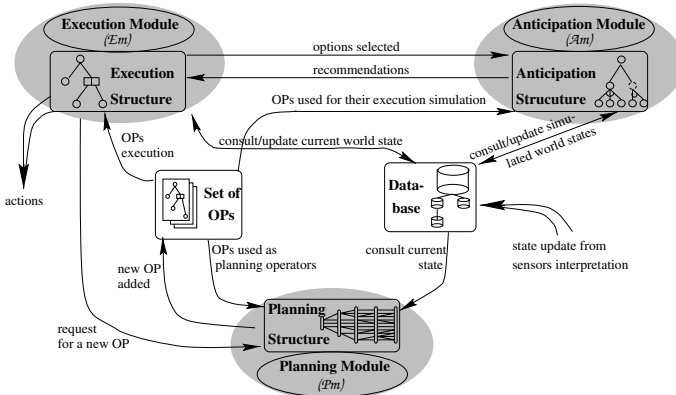 Execution Module
(Em)
Anticipation Module
(Am)
options selected
recommendations
Execution
Structure
Anticipation
Strucuture
OPs used for their execution simulation
OPs
execution
consult/update current world state
consult/update simu-
lated world states
actions
Set of
OPs
Data-
base
state update from
sensors interpretation
OPs used as
planning operators
consult current
state
new OP
added
request
for a new OP
Planning
Structure
Planning Module
(Pm)